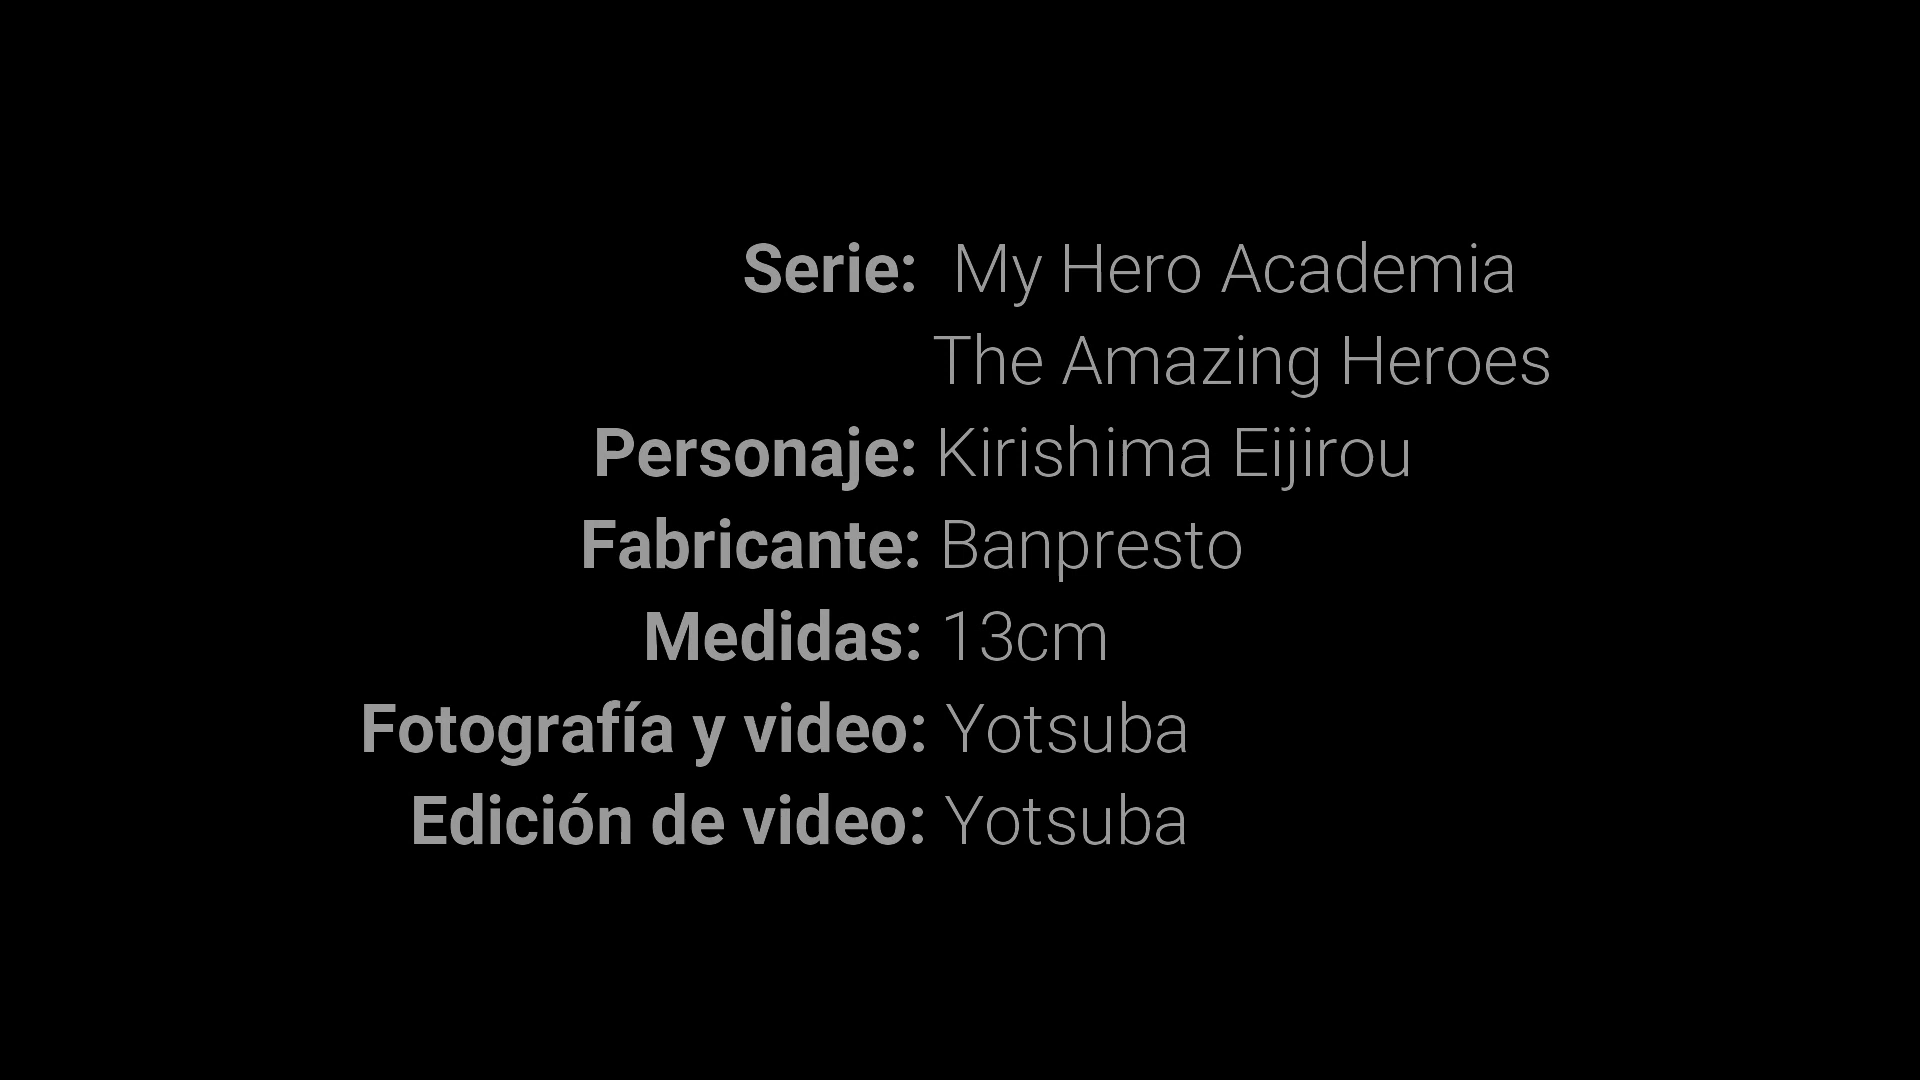 Serie: My Hero Academia
The Amazing Heroes
Personaje: Kirishima Eijirou
Fabricante: Banpresto
Medidas: 13cm
Fotografía y video: Yotsuba
Edición de video: Yotsuba